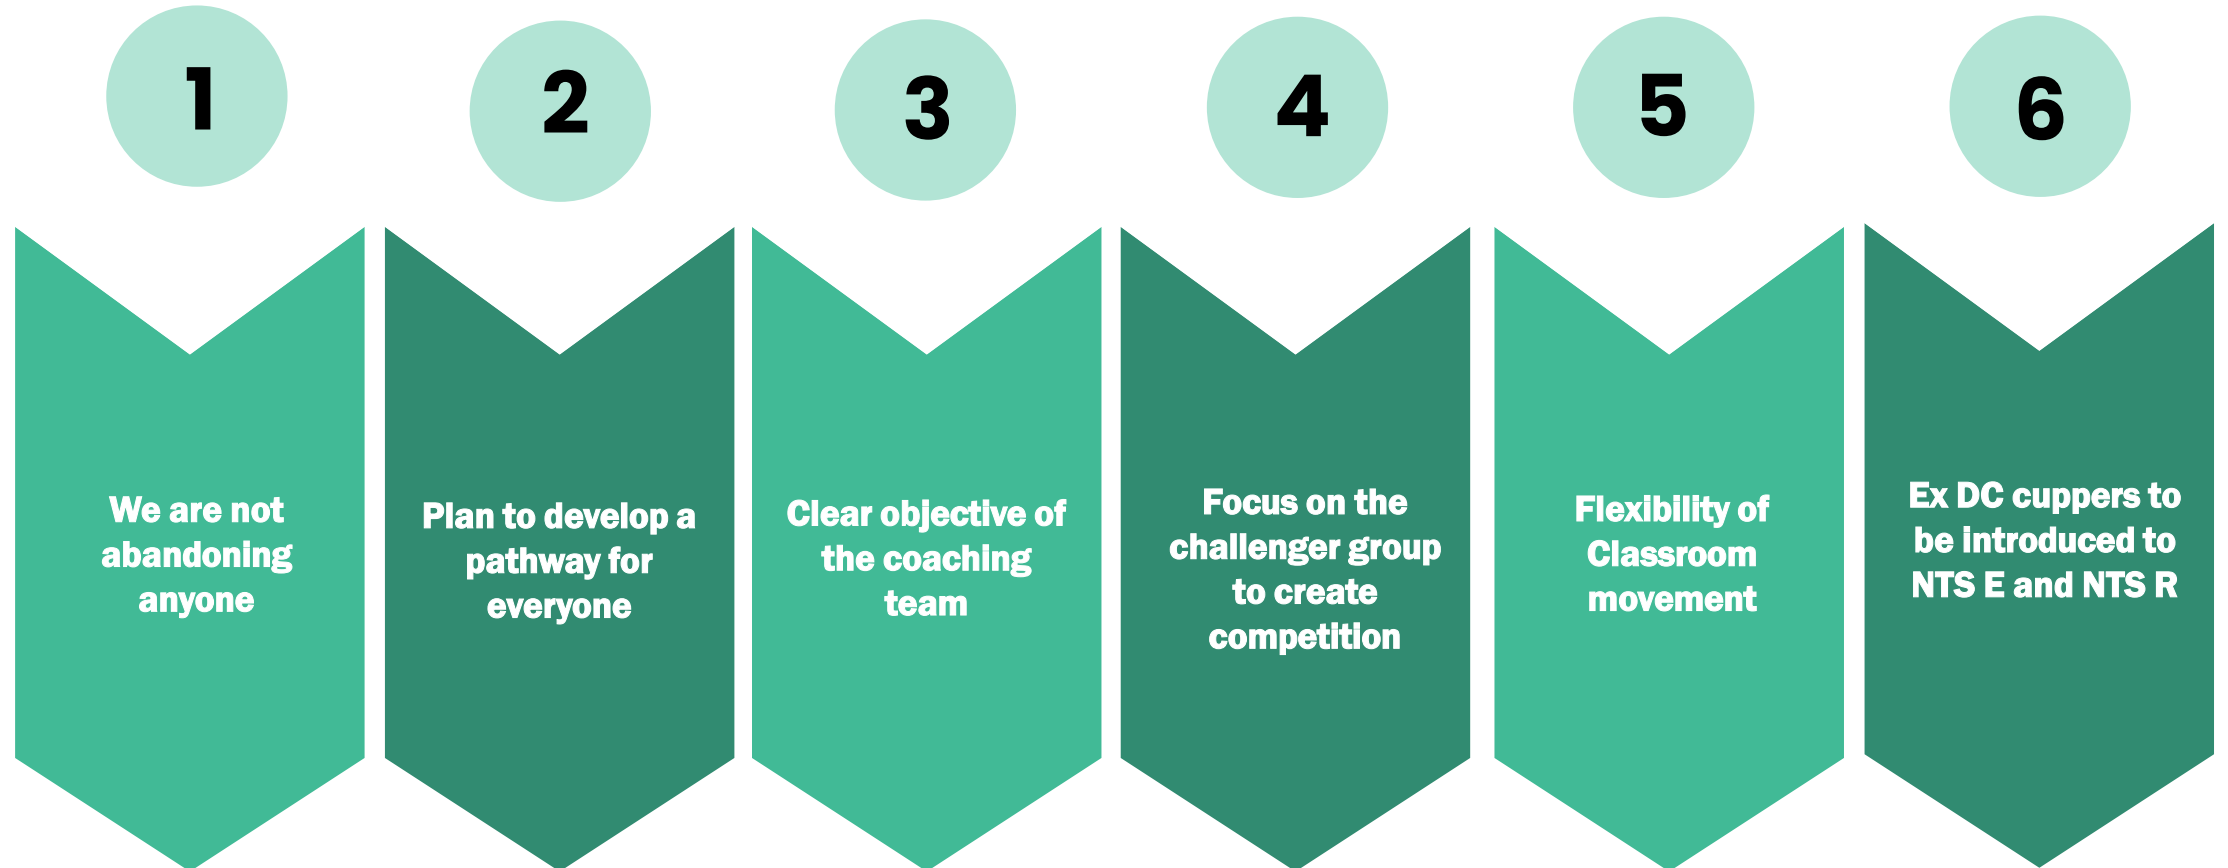 1
We are not
abandoning
anyone
2
Plan to develop a
pathway for
everyone
3
Clear objective of
the coaching
team
4
Focus on the
challenger group
to create
competition
5
Flexibility of
Classroom
movement
6
Ex DC cuppers to
be introduced to
NTS E and NTS R